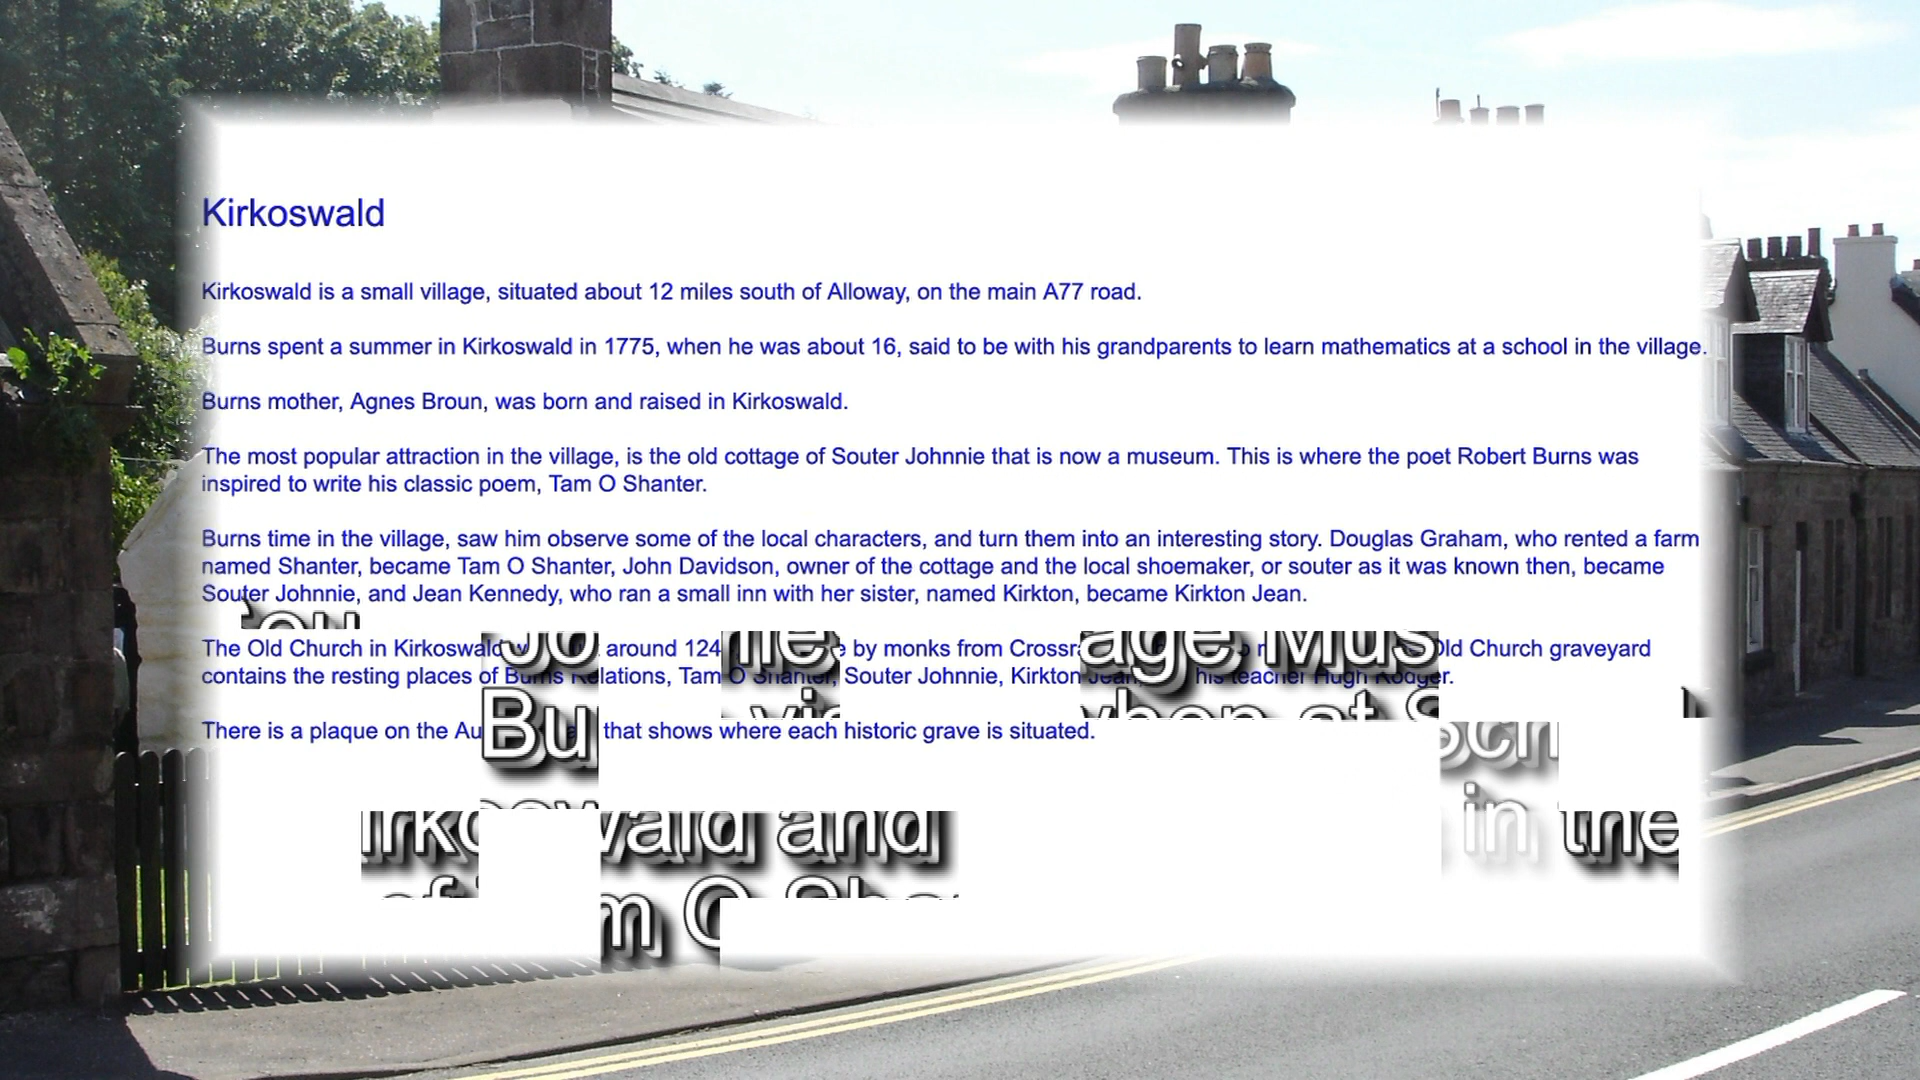 Kirkoswald
Kirkoswald is a small village, situated about 12 miles south of Alloway, on the main A77 road.
Burns spent a summer in Kirkoswald in 1775, when he was about 16, said to be with his grandparents to learn mathematics at a school in the village.
Burns mother, Agnes Broun, was born and raised in Kirkoswald.
The most popular attraction in the village, is the old cottage of Souter Johnnie that is now a museum. This is where the poet Robert Burns was
inspired to write his classic poem, Tam O Shanter.
Burns time in the village, saw him observe some of the local characters, and turn them into an interesting story. Douglas Graham, who rented a farm
named Shanter, became Tam O Shanter, John Davidson, owner of the cottage and the local shoemaker, or souter as it was known then, became
Souter Johnnie, and Jean Kennedy, who ran a small inn with her sister, named Kirkton, became Kirkton Jean.
The Old Church in Kirkoswald around by monks from Old Church graveyard
contains the resting places of Burns Relations, Tam O Shanter, Souter Johnnie, Kirkton Jean, his teacher Hugh Rodger.
There is a plaque on the that shows where each historic grave is situated.
and in the